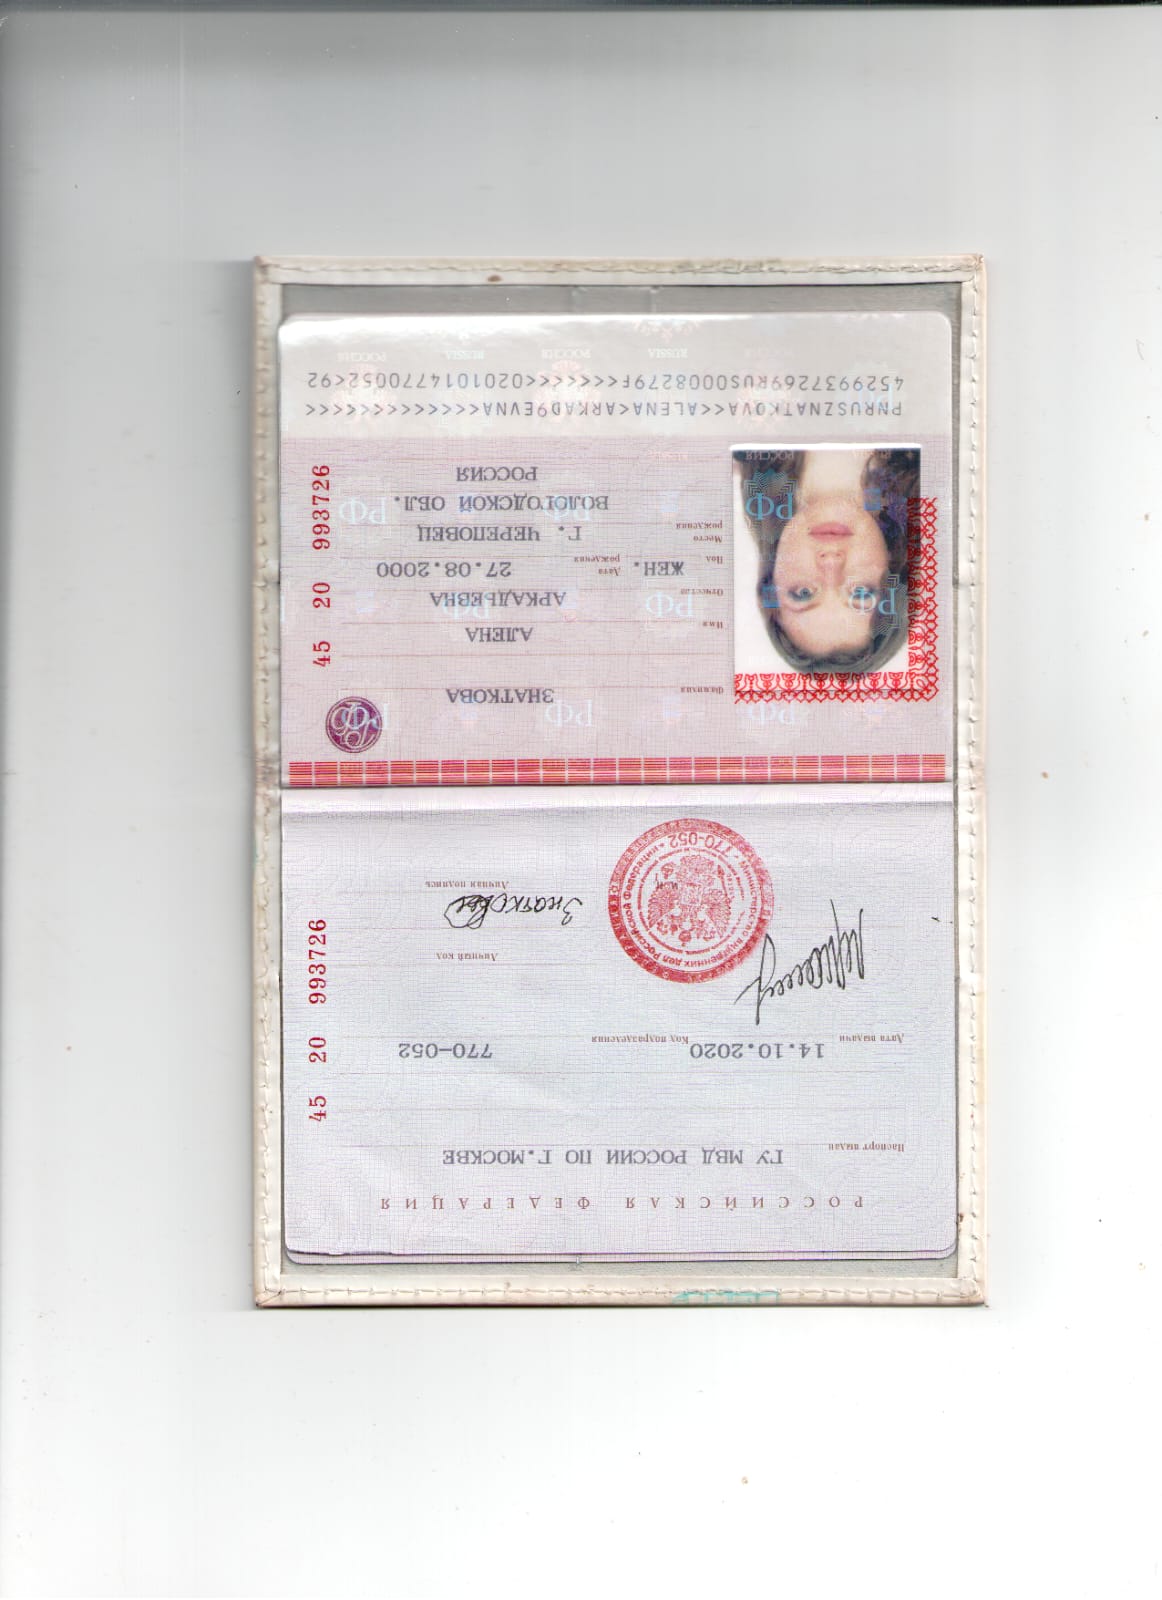 РОССИЙСКАЯ ФЕДЕРАЦИЯ
Паспорт выдан ГУ МВД РОССИИ ПО Г.МОСКВЕ
Дата выдачи 14.10.2020 Код подразделения 770-052
Личный код
Личная подпись
45 20 993726
770-052
Фамилия ЗНАТКОВА
Имя АЛЕНА
Отчество АРКАДЬЕВНА
Пол ЖЕН. Дата рождения 27.08.2000
Место рождения Г. ЧЕРЕПОВЕЦ
ВОЛОГОДСКОЙ ОБЛ.
РОССИЯ
45 20 993726
PNRUSZNATKOVA<<ALENA<ARKAD9EVNA<<<<<<<<<<<<<
4529937269RUS0008279F<<<<<<<0201014770052<92